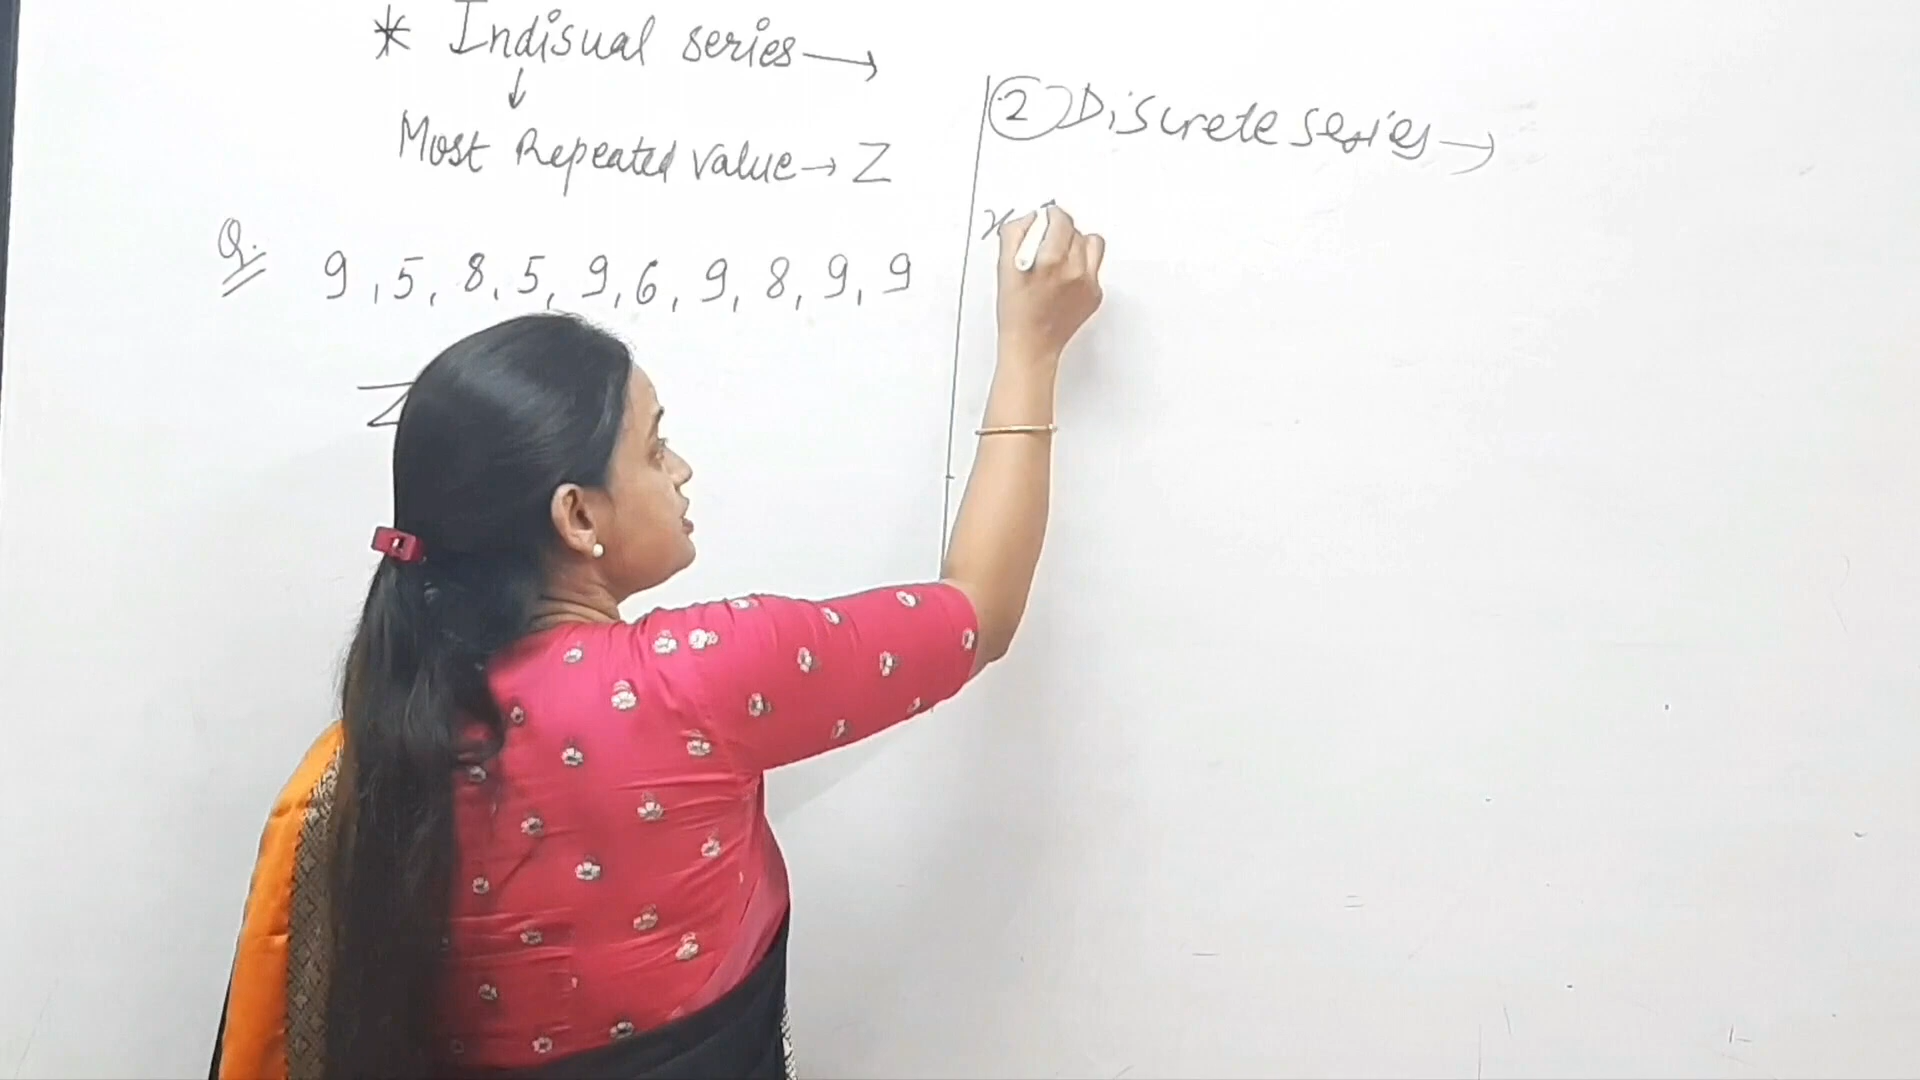 * Indisual series →
↓
Most Repeated value → Z
Q. 9, 5, 8, 5, 9, 6, 9, 8, 9, 9
Z
② Discrete series →
x